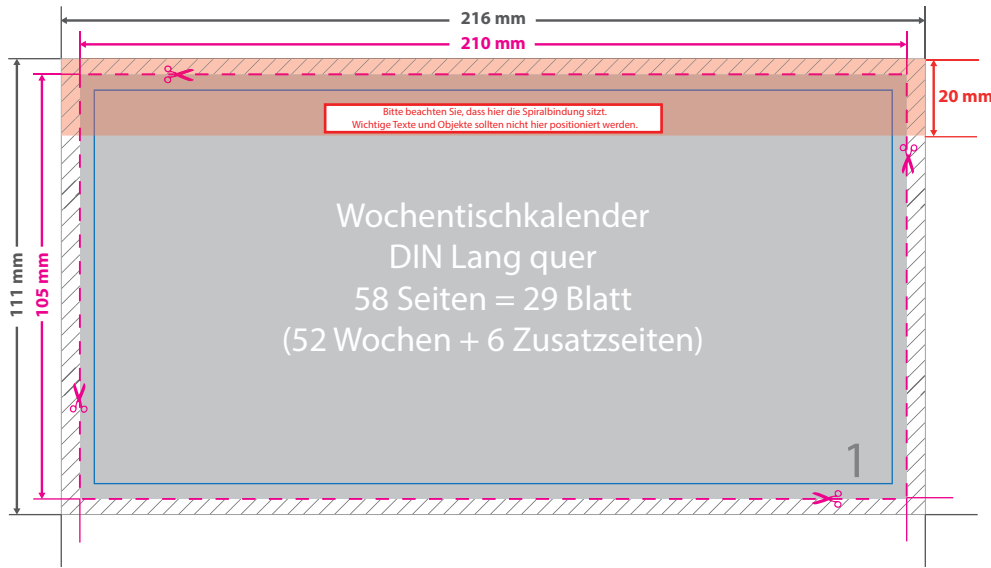 216 mm
210 mm
20 mm
Bitte beachten Sie, dass hier die Spiralbindung sitzt.
Wichtige Texte und Objekte sollten nicht hier positioniert werden.
111 mm
105 mm
Wochentischkalender
DIN Lang quer
58 Seiten = 29 Blatt
(52 Wochen + 6 Zusatzseiten)
1